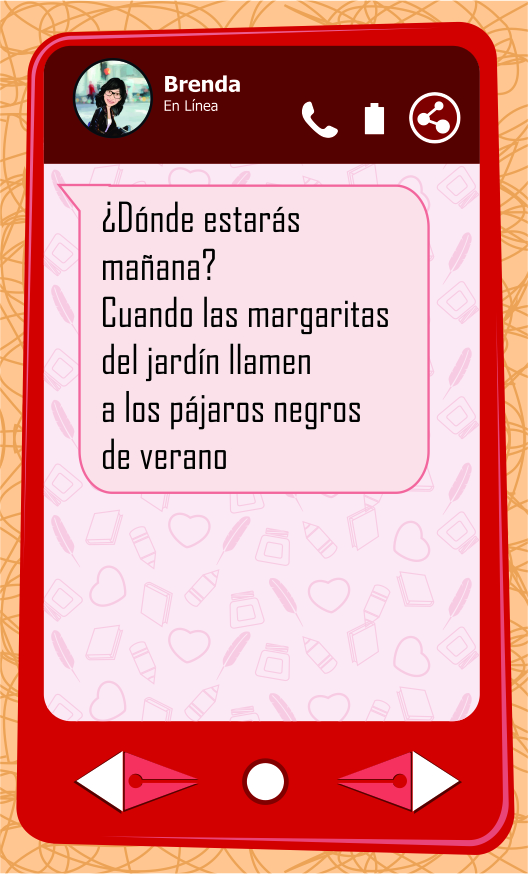 Brenda
En Línea
¿Dónde estarás
mañana?
Cuando las margaritas
del jardín llamen
a los pájaros negros
de verano